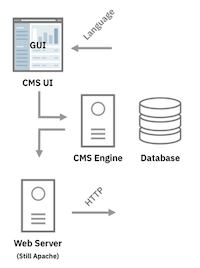 Language
GUI
CMS UI
CMS Engine
Database
HTTP
Web Server
(Still Apache)